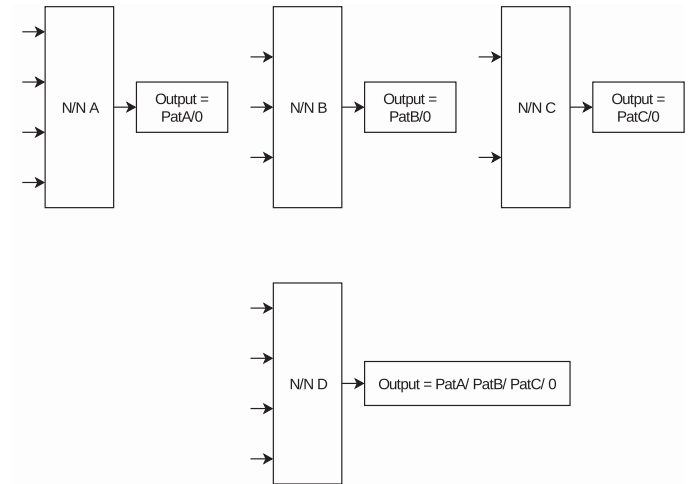 N/N A
Output =
PatA/0
N/N B
Output =
PatB/0
N/N C
Output =
PatC/0
N/N D
Output = PatA/ PatB/ PatC/ 0